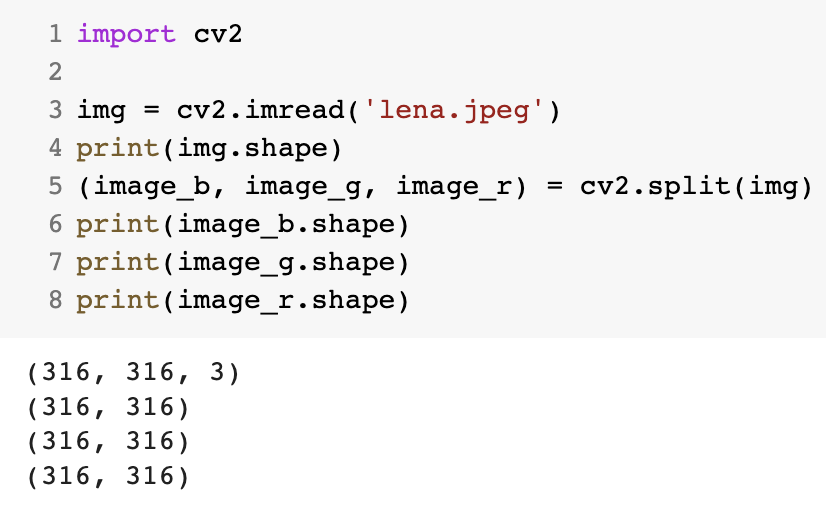 1 import cv2
2
3 img = cv2.imread('lena.jpeg')
4 print(img.shape)
5 (image_b, image_g, image_r) = cv2.split(img)
6 print(image_b.shape)
7 print(image_g.shape)
8 print(image_r.shape)
(316, 316, 3)
(316, 316)
(316, 316)
(316, 316)